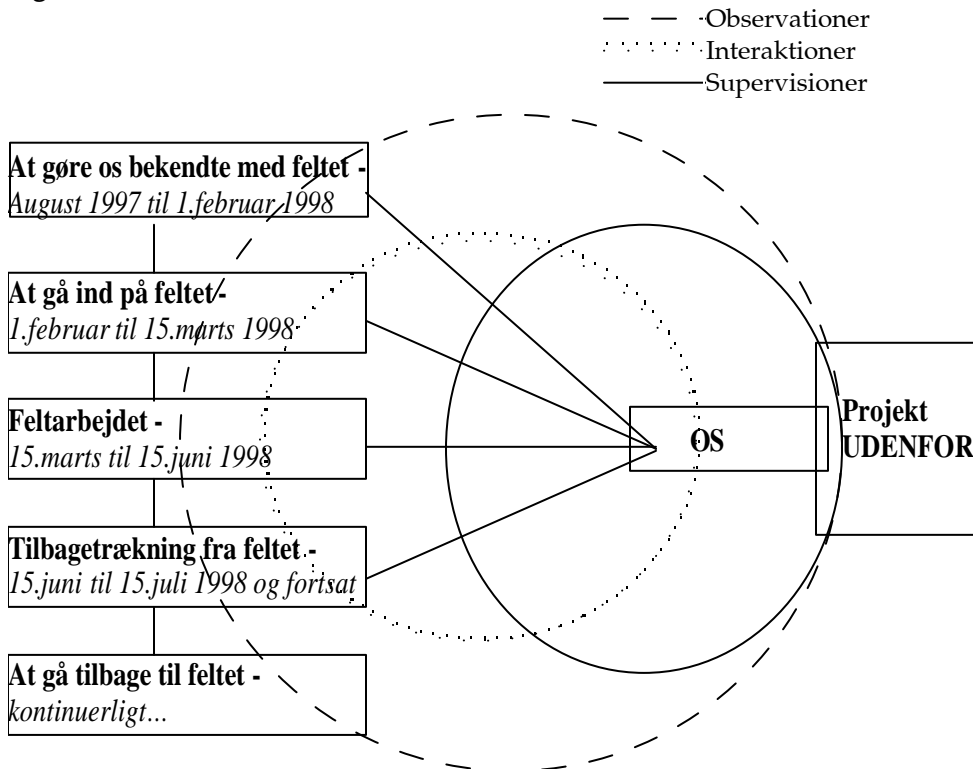 Observationer
Interaktioner
Supervisioner
At gøre os bekendte med feltet -
August 1997 til 1.februar 1998
At gå ind på feltet -
1.februar til 15.marts 1998
Feltarbejdet -
15.marts til 15.juni 1998
OS
Projekt
UDENFOR
Tilbagetrækning fra feltet -
15.juni til 15.juli 1998 og fortsat
At gå tilbage til feltet -
kontinuerligt...